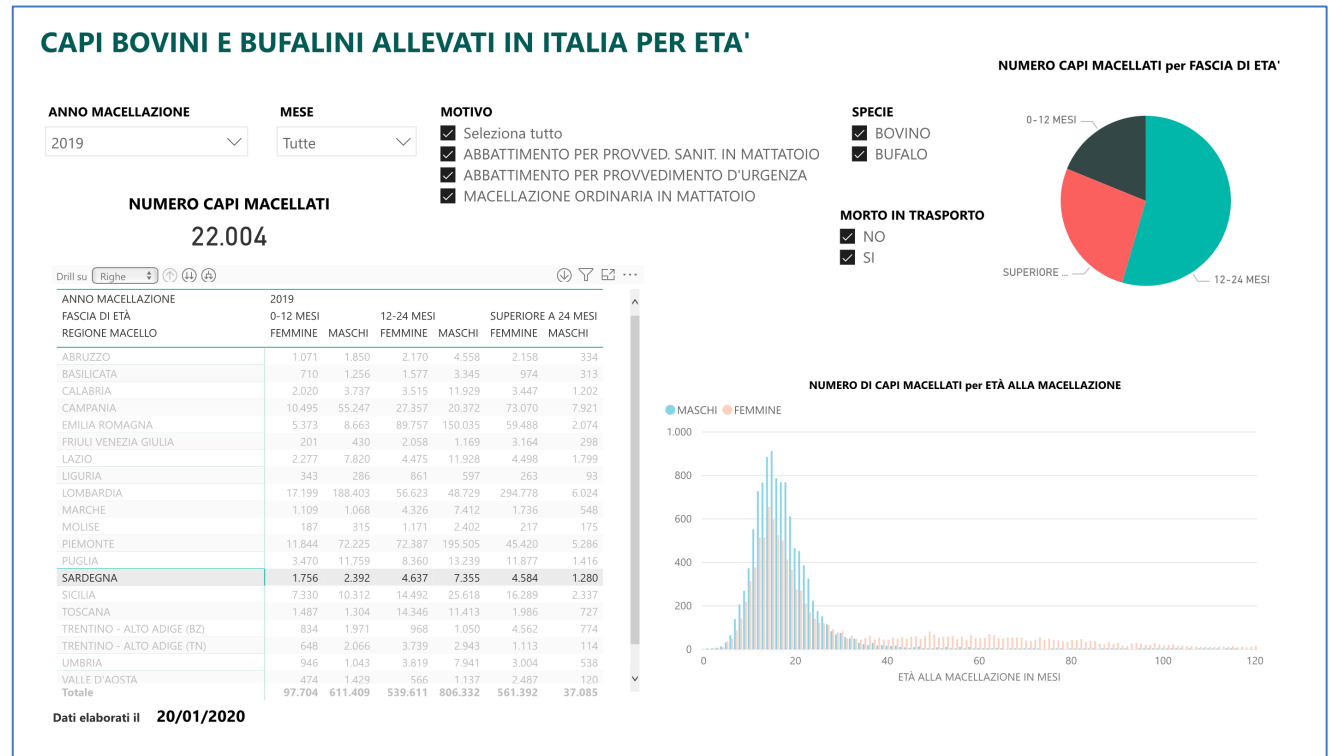 CAPI BOVINI E BUFALINI ALLEVATI IN ITALIA PER ETA'
NUMERO CAPI MACELLATI per FASCIA DI ETA'
ANNO MACELLAZIONE
2019
MESE
Tutte
MOTIVO
Seleziona tutto
ABBATTIMENTO PER PROVVED. SANIT. IN MATTATOIO
ABBATTIMENTO PER PROVVEDIMENTO D'URGENZA
MACELLAZIONE ORDINARIA IN MATTATOIO
SPECIE
BOVINO
BUFALO
MORTO IN TRASPORTO
NO
SI
0-12 MESI
SUPERIORE ...
12-24 MESI
NUMERO CAPI MACELLATI
22.004
Drill su Righe
ANNO MACELLAZIONE 2019
FASCIA DI ETÀ 0-12 MESI 12-24 MESI SUPERIORE A 24 MESI
REGIONE MACELLO FEMMINE MASCHI FEMMINE MASCHI FEMMINE MASCHI
ABRUZZO 1.071 1.850 2.170 4.558 2.158 334
BASILICATA 710 1.256 1.577 3.345 974 313
CALABRIA 2.020 3.737 3.515 11.929 3.447 1.202
CAMPANIA 10.495 55.247 27.357 20.372 73.070 7.921
EMILIA ROMAGNA 5.373 8.663 89.757 150.035 59.488 2.074
FRIULI VENEZIA GIULIA 201 430 2.058 1.169 3.164 298
LAZIO 2.277 7.820 4.475 11.928 4.498 1.799
LIGURIA 343 286 861 597 263 93
LOMBARDIA 17.199 188.403 56.623 48.729 294.778 6.024
MARCHE 1.109 1.068 4.326 7.412 1.736 548
MOLISE 187 315 1.171 2.402 217 175
PIEMONTE 11.844 72.225 72.387 195.505 45.420 5.286
PUGLIA 3.470 11.759 8.360 13.239 11.877 1.416
SARDEGNA 1.756 2.392 4.637 7.355 4.584 1.280
SICILIA 7.330 10.312 14.492 25.618 16.289 2.337
TOSCANA 1.487 1.304 14.346 11.413 1.986 727
TRENTINO - ALTO ADIGE (BZ) 834 1.971 968 1.050 4.562 774
TRENTINO - ALTO ADIGE (TN) 648 2.066 3.739 2.943 1.113 114
UMBRIA 946 1.043 3.819 7.941 3.004 538
VALLE D'AOSTA 474 1.429 566 1.137 2.487 120
Totale 97.704 611.409 539.611 806.332 561.392 37.085
Dati elaborati il 20/01/2020
NUMERO DI CAPI MACELLATI per ETÀ ALLA MACELLAZIONE
MASCHI FEMMINE
1.000
800
600
400
200
0
0 20 40 60 80 100 120
ETÀ ALLA MACELLAZIONE IN MESI